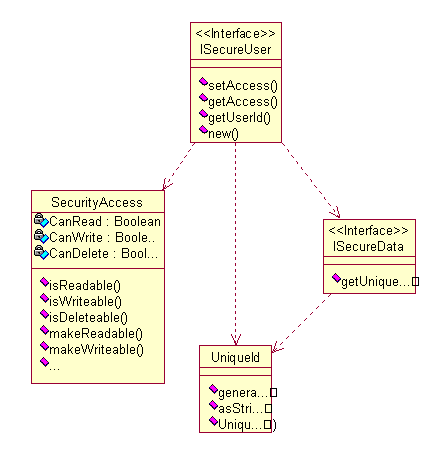 <<Interface>>
ISecureUser
setAccess()
getAccess()
getUserId()
new()
SecurityAccess
CanRead : Boolean
CanWrite : Boole..
CanDelete : Bool...
isReadable()
isWriteable()
isDeleteable()
makeReadable()
makeWriteable()
...
<<Interface>>
ISecureData
getUnique...
UniqueId
genera...
asStri...
Uniqu...)